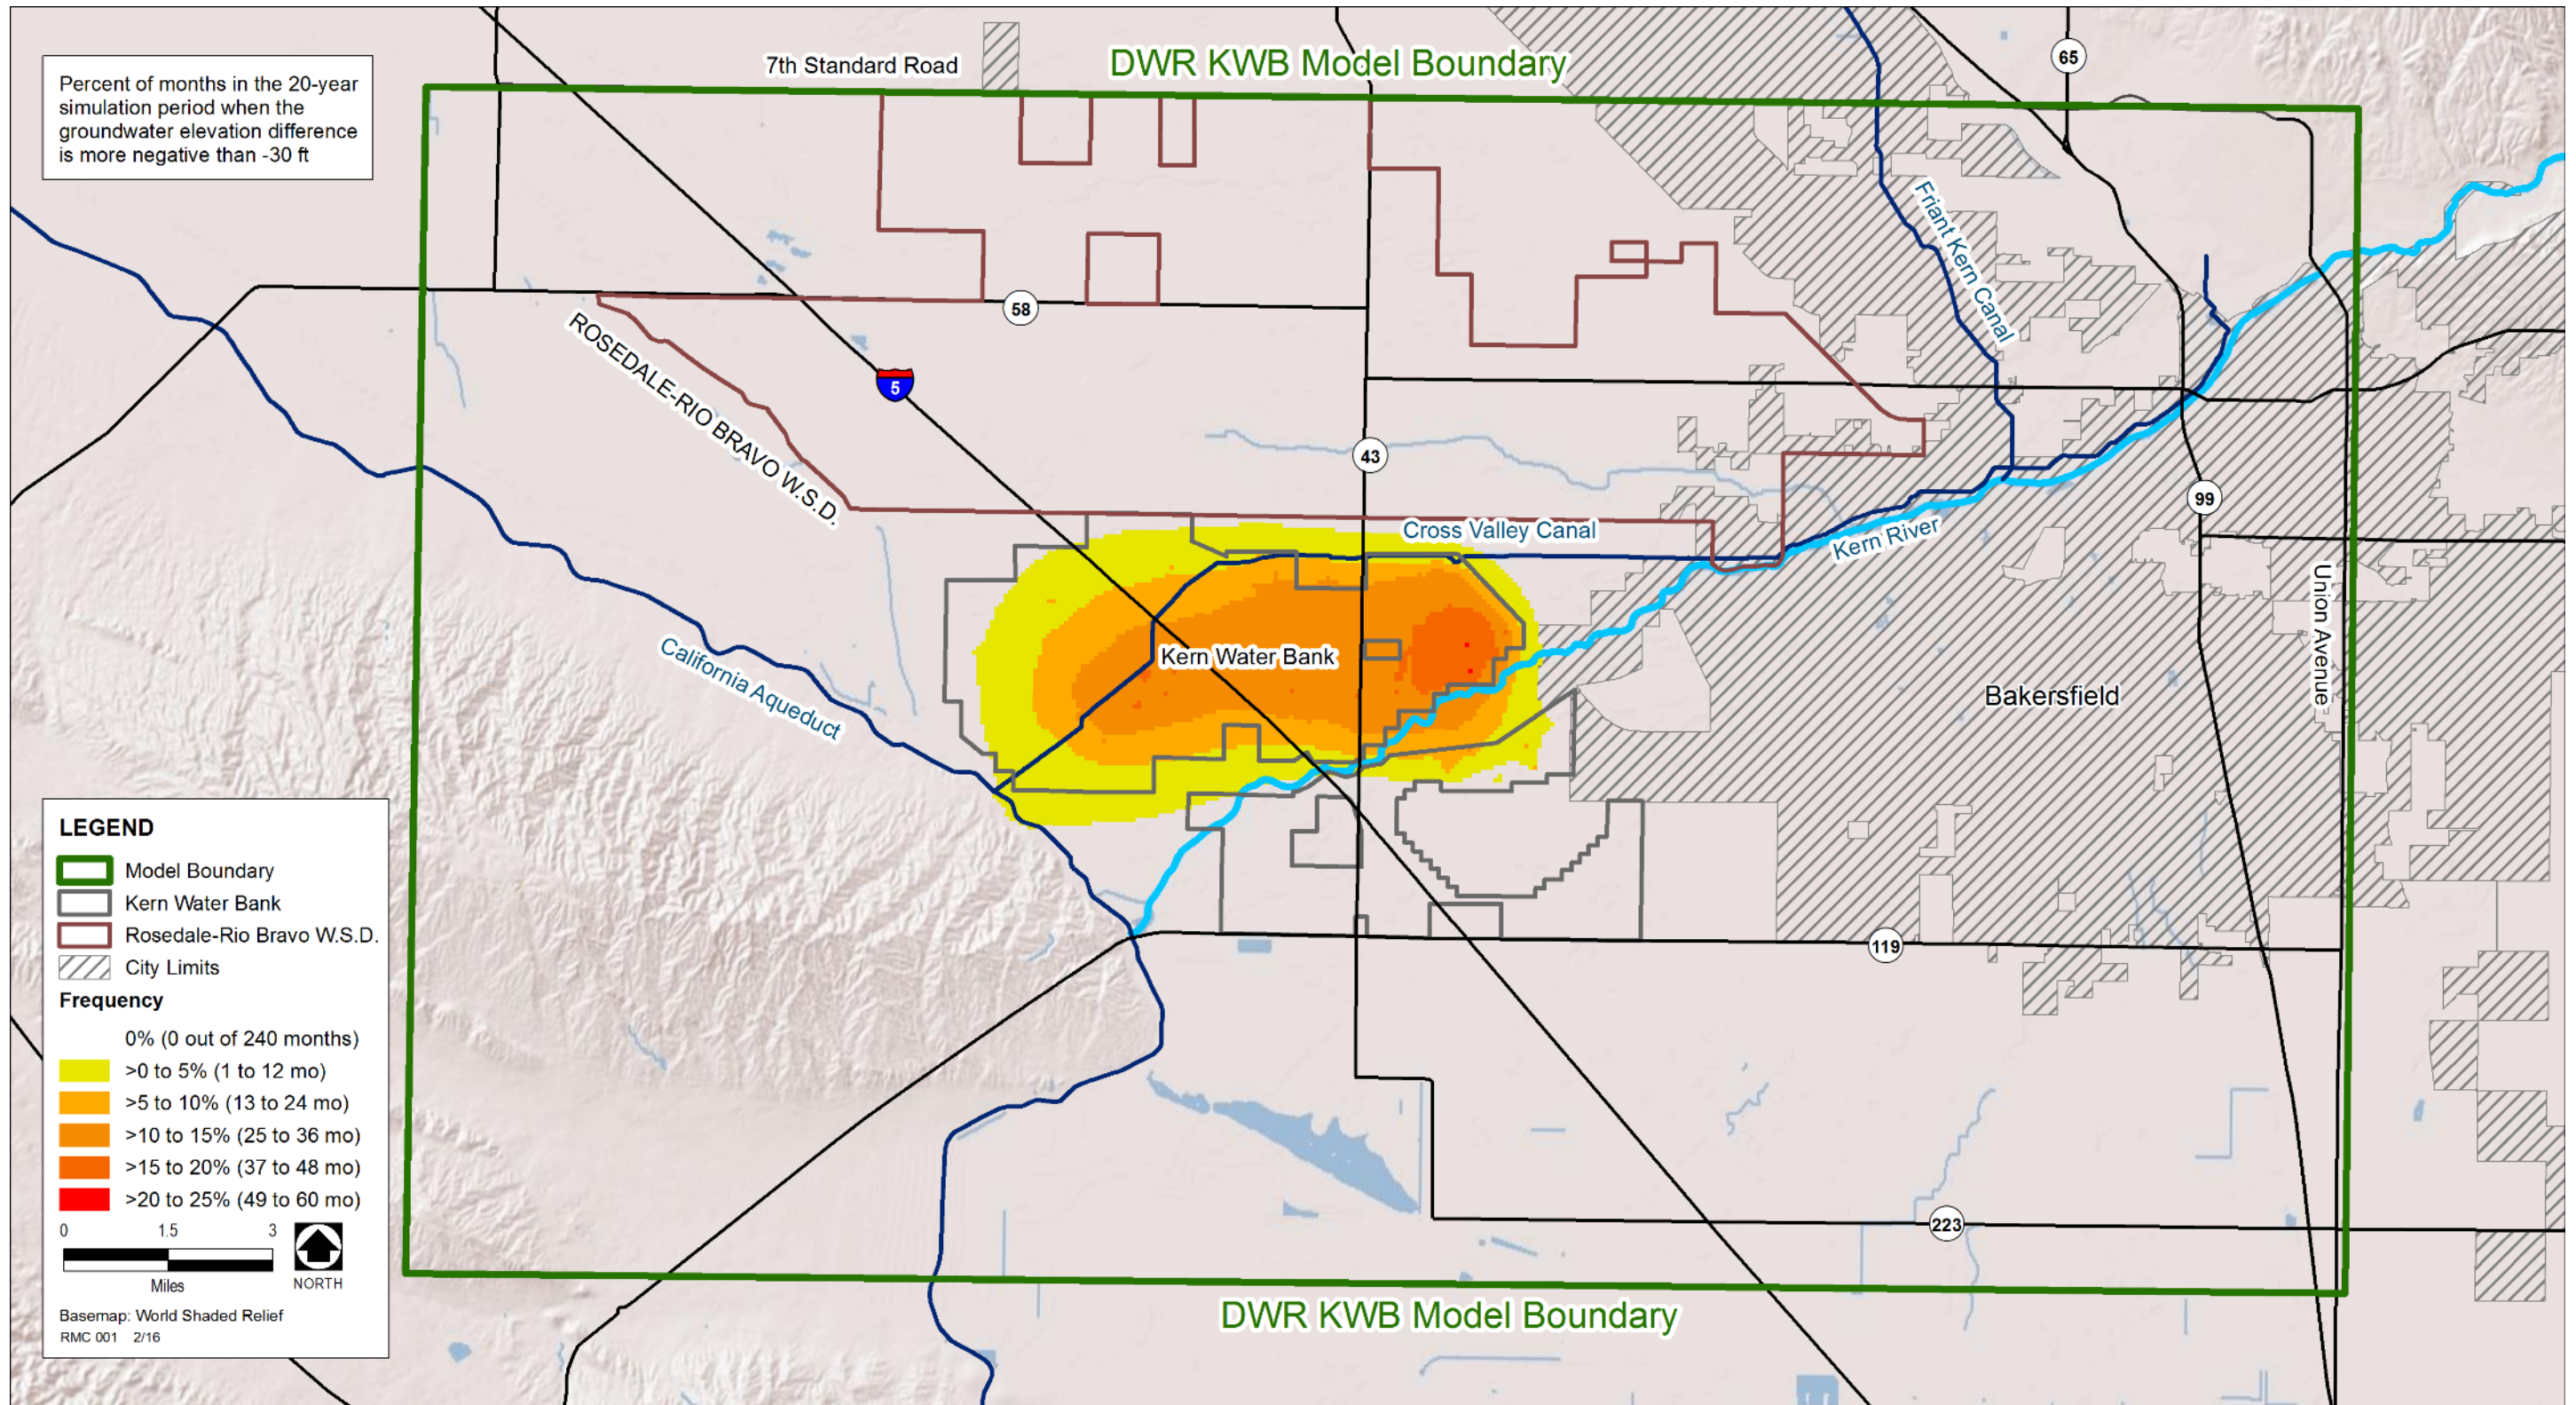 Percent of months in the 20-year
simulation period when the
groundwater elevation difference
is more negative than -30 ft
7th Standard Road
DWR KWB Model Boundary
65
Friant Kern Canal
58
ROSEDALE-RIO BRAVO W.S.D.
5
43
99
Cross Valley Canal
Kern River
Union Avenue
California Aqueduct
Kern Water Bank
Bakersfield
119
223
DWR KWB Model Boundary
LEGEND
Model Boundary
Kern Water Bank
Rosedale-Rio Bravo W.S.D.
City Limits
Frequency
0% (0 out of 240 months)
>0 to 5% (1 to 12 mo)
>5 to 10% (13 to 24 mo)
>10 to 15% (25 to 36 mo)
>15 to 20% (37 to 48 mo)
>20 to 25% (49 to 60 mo)
0 1.5 3
Miles
NORTH
Basemap: World Shaded Relief
RMC 001 2/16